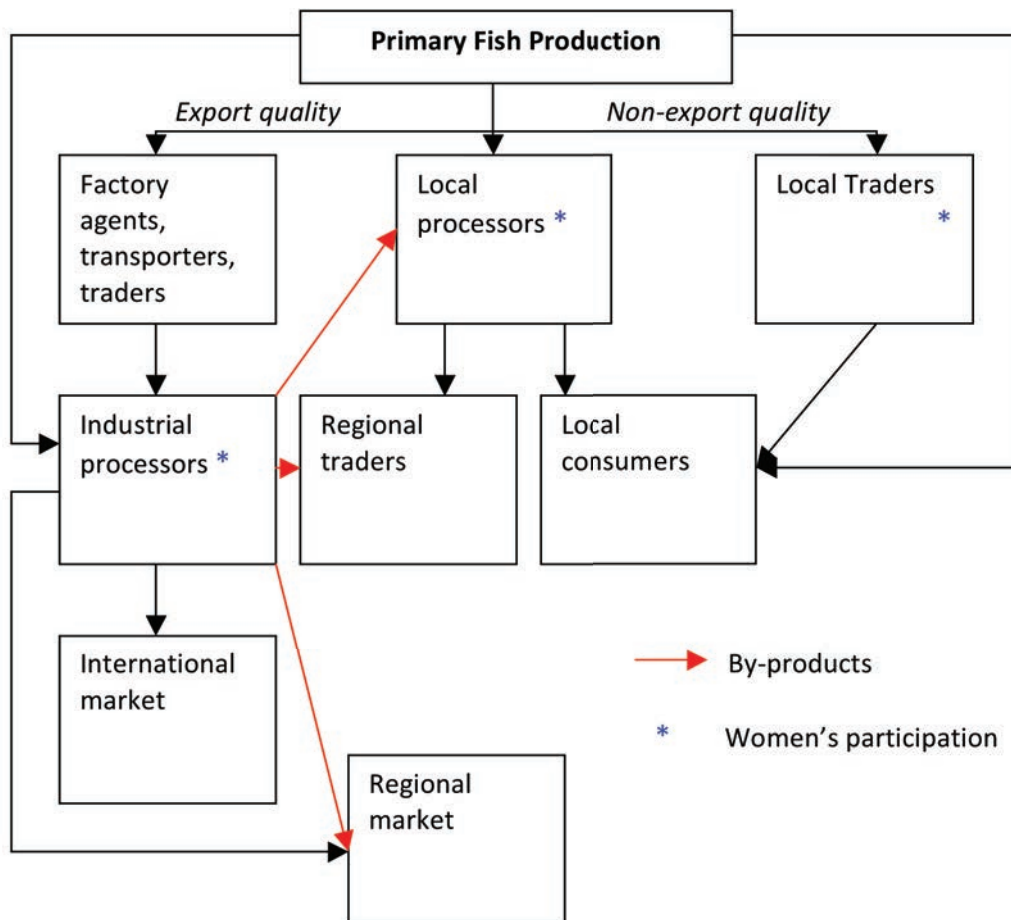 Primary Fish Production
Export quality
Non-export quality
Factory
agents,
transporters,
traders
Local
processors *
Local Traders
*
Industrial
processors *
Regional
traders
Local
consumers
International
market
By-products
* Women's participation
Regional
market